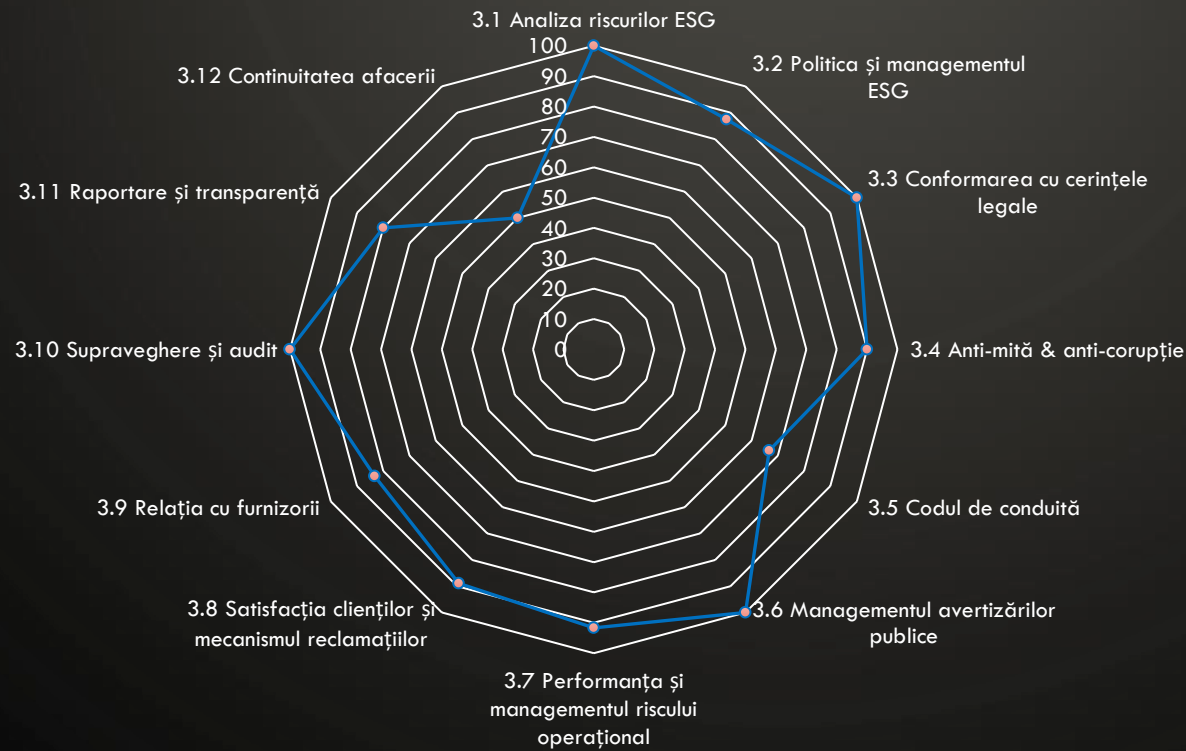 3.1 Analiza riscurilor ESG
100
90
80
70
60
50
40
30
20
10
0
3.2 Politica și managementul
ESG
3.3 Conformarea cu cerințele
legale
3.4 Anti-mită & anti-corupție
3.5 Codul de conduită
3.6 Managementul avertizărilor
publice
3.7 Performanța și
managementul riscului
operațional
3.8 Satisfacția clienților și
mecanismul reclamațiilor
3.9 Relația cu furnizorii
3.10 Supraveghere și audit
3.11 Raportare și transparență
3.12 Continuitatea afacerii